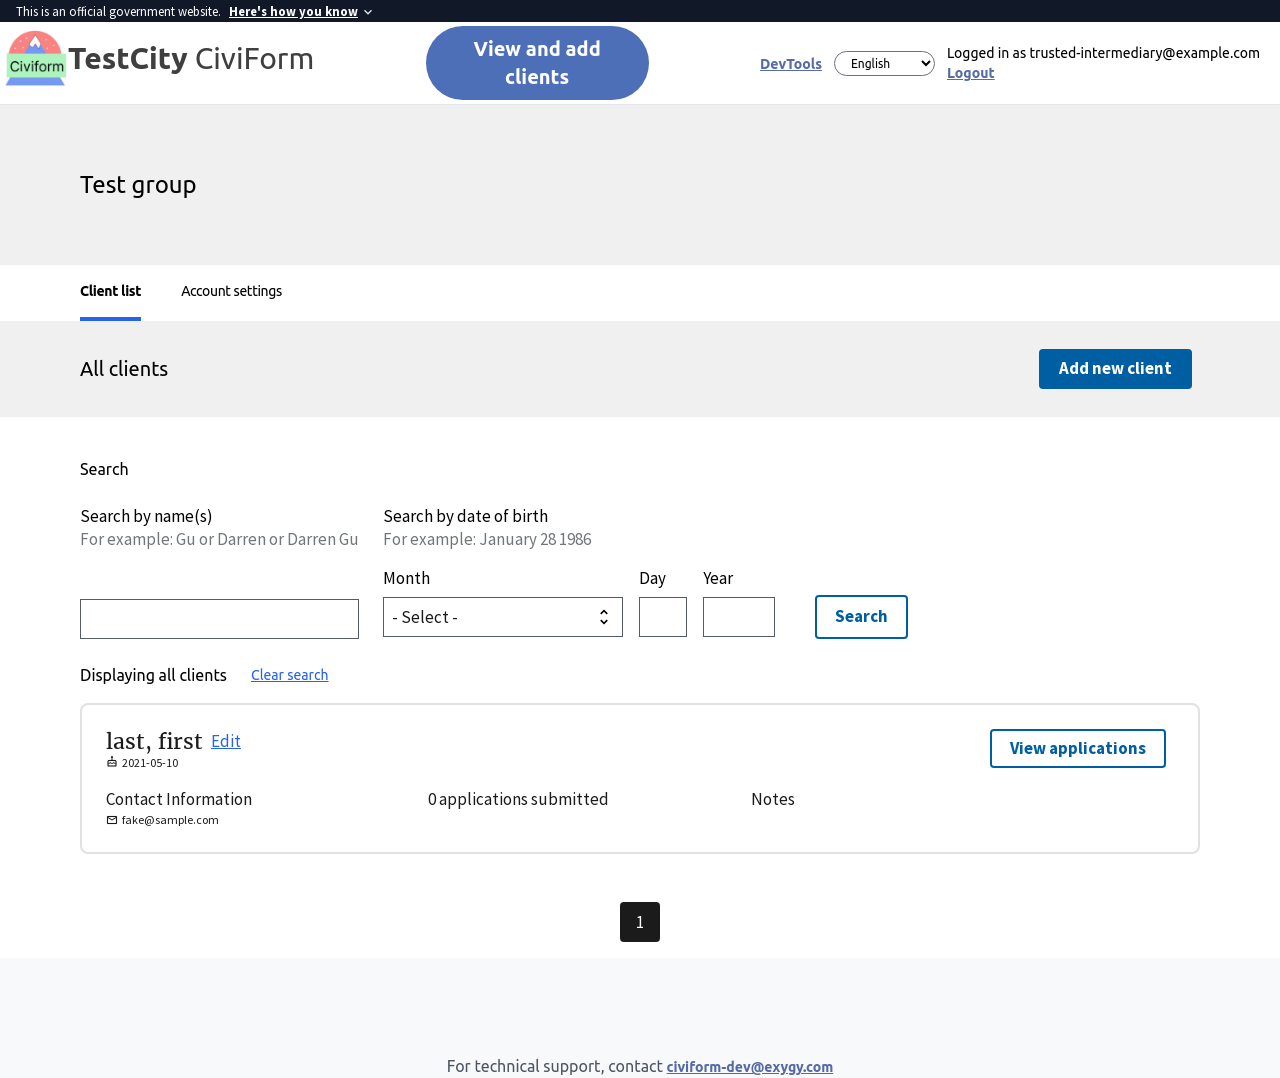 This is an official government website. Here's how you know
Civiform
TestCity CiviForm
View and add
clients
DevTools
English
Logged in as trusted-intermediary@example.com
Logout
Test group
Client list
Account settings
All clients
Add new client
Search
Search by name(s)
For example: Gu or Darren or Darren Gu
Search by date of birth
For example: January 28 1986
Month
Day
Year
- Select -
Search
Displaying all clients
Clear search
last, first Edit
2021-05-10
View applications
Contact Information
fake@sample.com
0 applications submitted
Notes
1
For technical support, contact civiform-dev@exygy.com